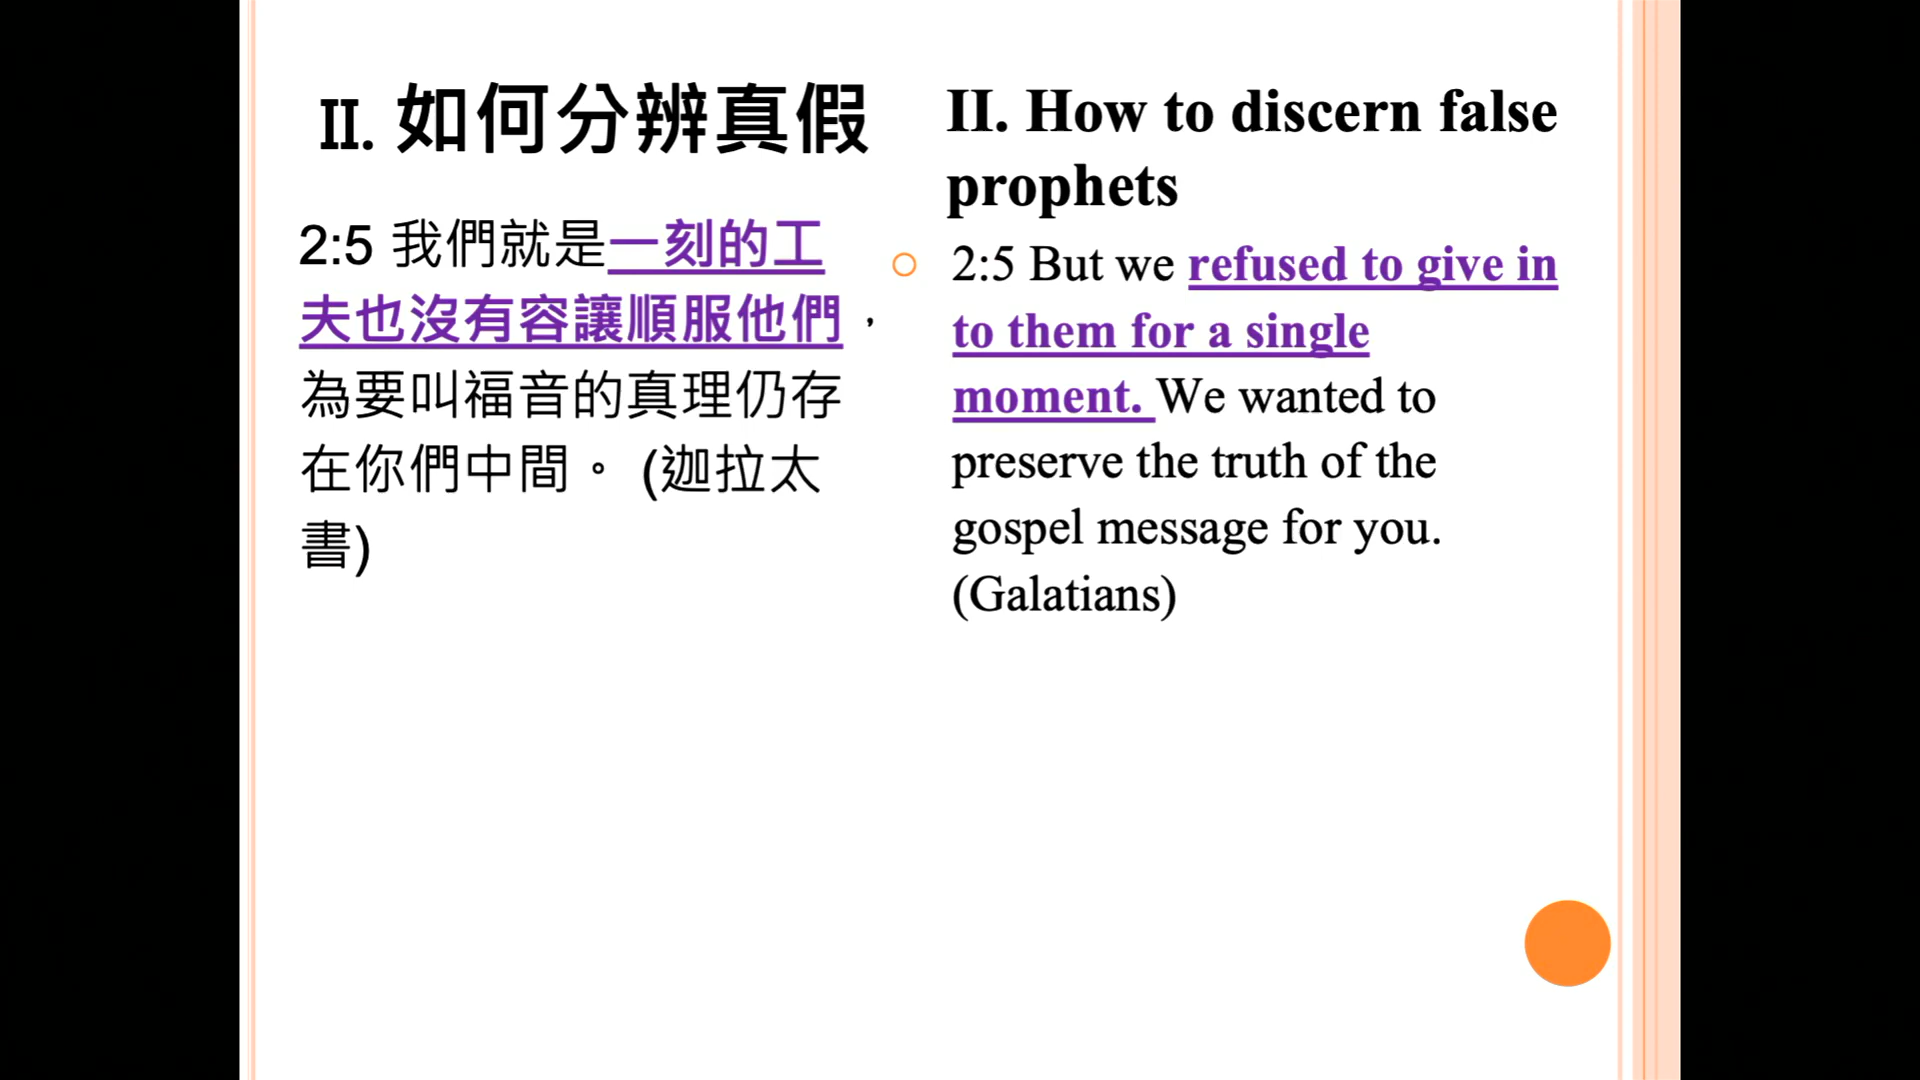 II. 如何分辨真假
2:5 我們就是一刻的工
夫也沒有容讓順服他們，
為要叫福音的真理仍存
在你們中間。 (迦拉太
書)
II. How to discern false
prophets
2:5 But we refused to give in
to them for a single
moment. We wanted to
preserve the truth of the
gospel message for you.
(Galatians)